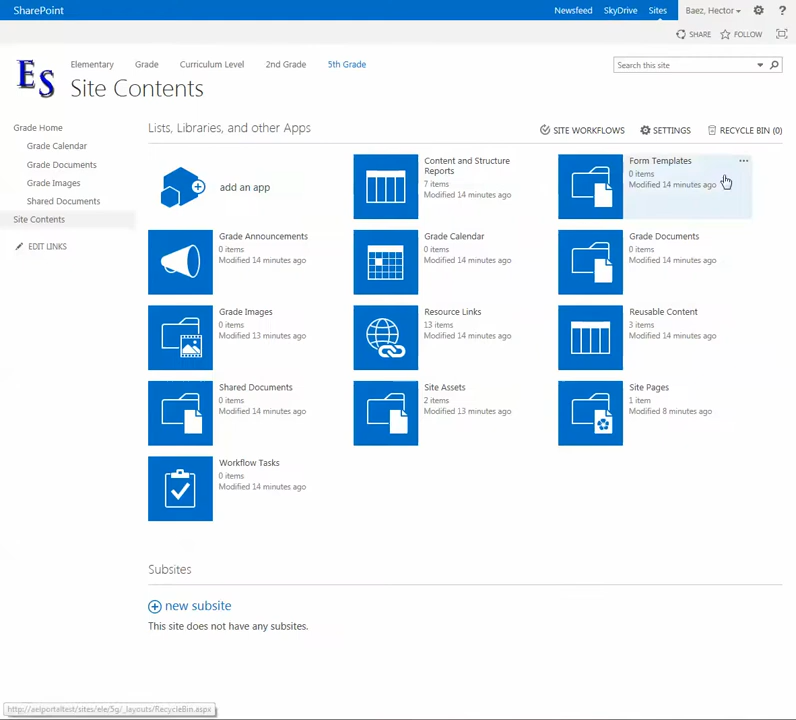 SharePoint
Newsfeed SkyDrive Sites Baez, Hector ?
SHARE FOLLOW
ES
Elementary Grade Curriculum Level 2nd Grade 5th Grade
Site Contents
Search this site
Grade Home
Grade Calendar
Grade Documents
Grade Images
Shared Documents
Site Contents
EDIT LINKS
Lists, Libraries, and other Apps
SITE WORKFLOWS SETTINGS RECYCLE BIN (0)
add an app
Content and Structure
Reports
7 items
Modified 14 minutes ago
Form Templates ...
0 items
Modified 14 minutes ago
Grade Announcements
0 items
Modified 14 minutes ago
Grade Calendar
0 items
Modified 14 minutes ago
Grade Documents
0 items
Modified 14 minutes ago
Grade Images
0 items
Modified 13 minutes ago
Resource Links
13 items
Modified 14 minutes ago
Reusable Content
3 items
Modified 14 minutes ago
Shared Documents
0 items
Modified 14 minutes ago
Site Assets
2 items
Modified 13 minutes ago
Site Pages
1 item
Modified 8 minutes ago
Workflow Tasks
0 items
Modified 14 minutes ago
Subsites
new subsite
This site does not have any subsites.
http://aelportaltest/sites/ele/5g/_layouts/RecycleBin.aspx